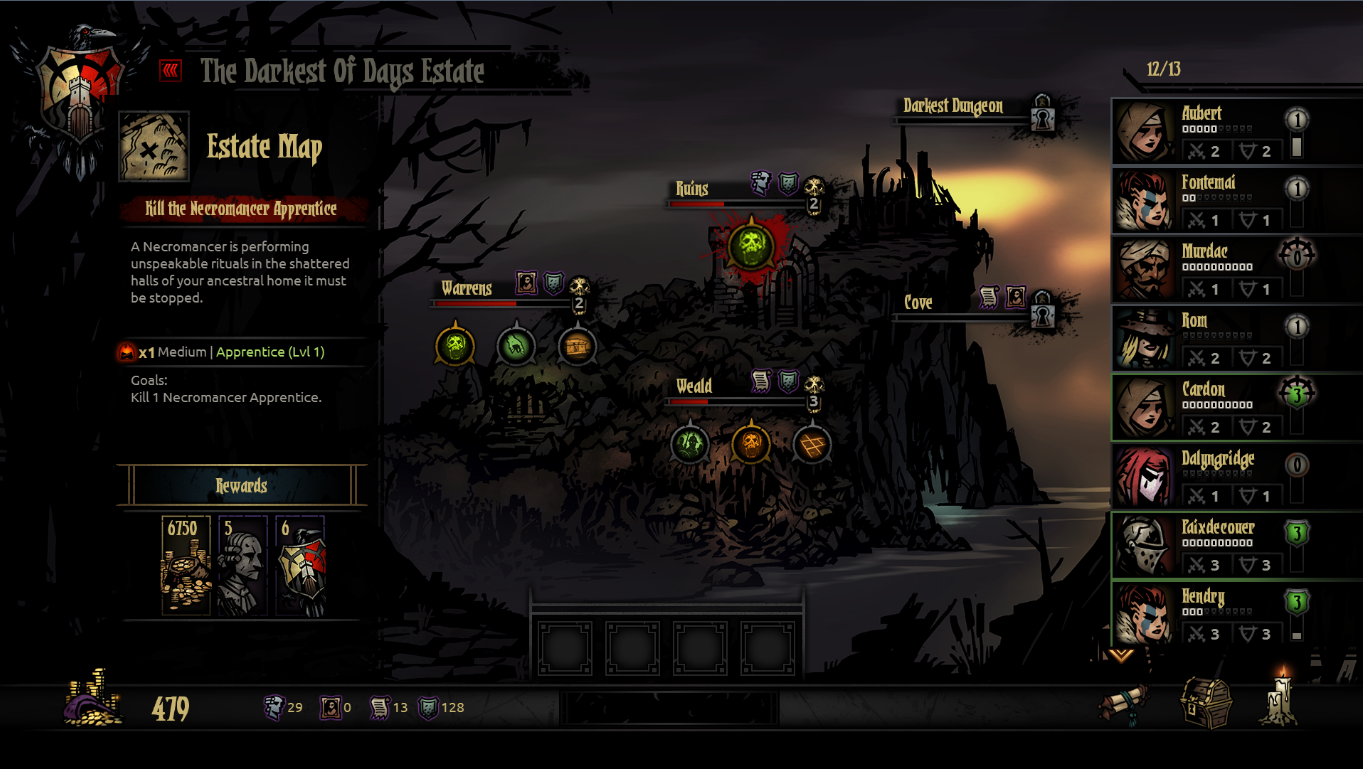 The Darkest Of Days Estate
Estate Map
Kill the Necromancer Apprentice
A Necromancer is performing
unspeakable rituals in the shattered
halls of your ancestral home it must
be stopped.
x1 Medium | Apprentice (Lvl 1)
Goals:
Kill 1 Necromancer Apprentice.
Rewards
6750 5 6
479 29 0 13 128
Darkest Dungeon
Ruins
2
Warrens
2
Cove
Weald
3
12/13
Aubert 1
2 2
Fontemai 1
1 1
Murdac 0
1 1
Rom 1
2 2
Cardon 3
2 2
Dalyngridge 0
1 1
Paixdecouer 3
3 3
Hendry 3
3 3